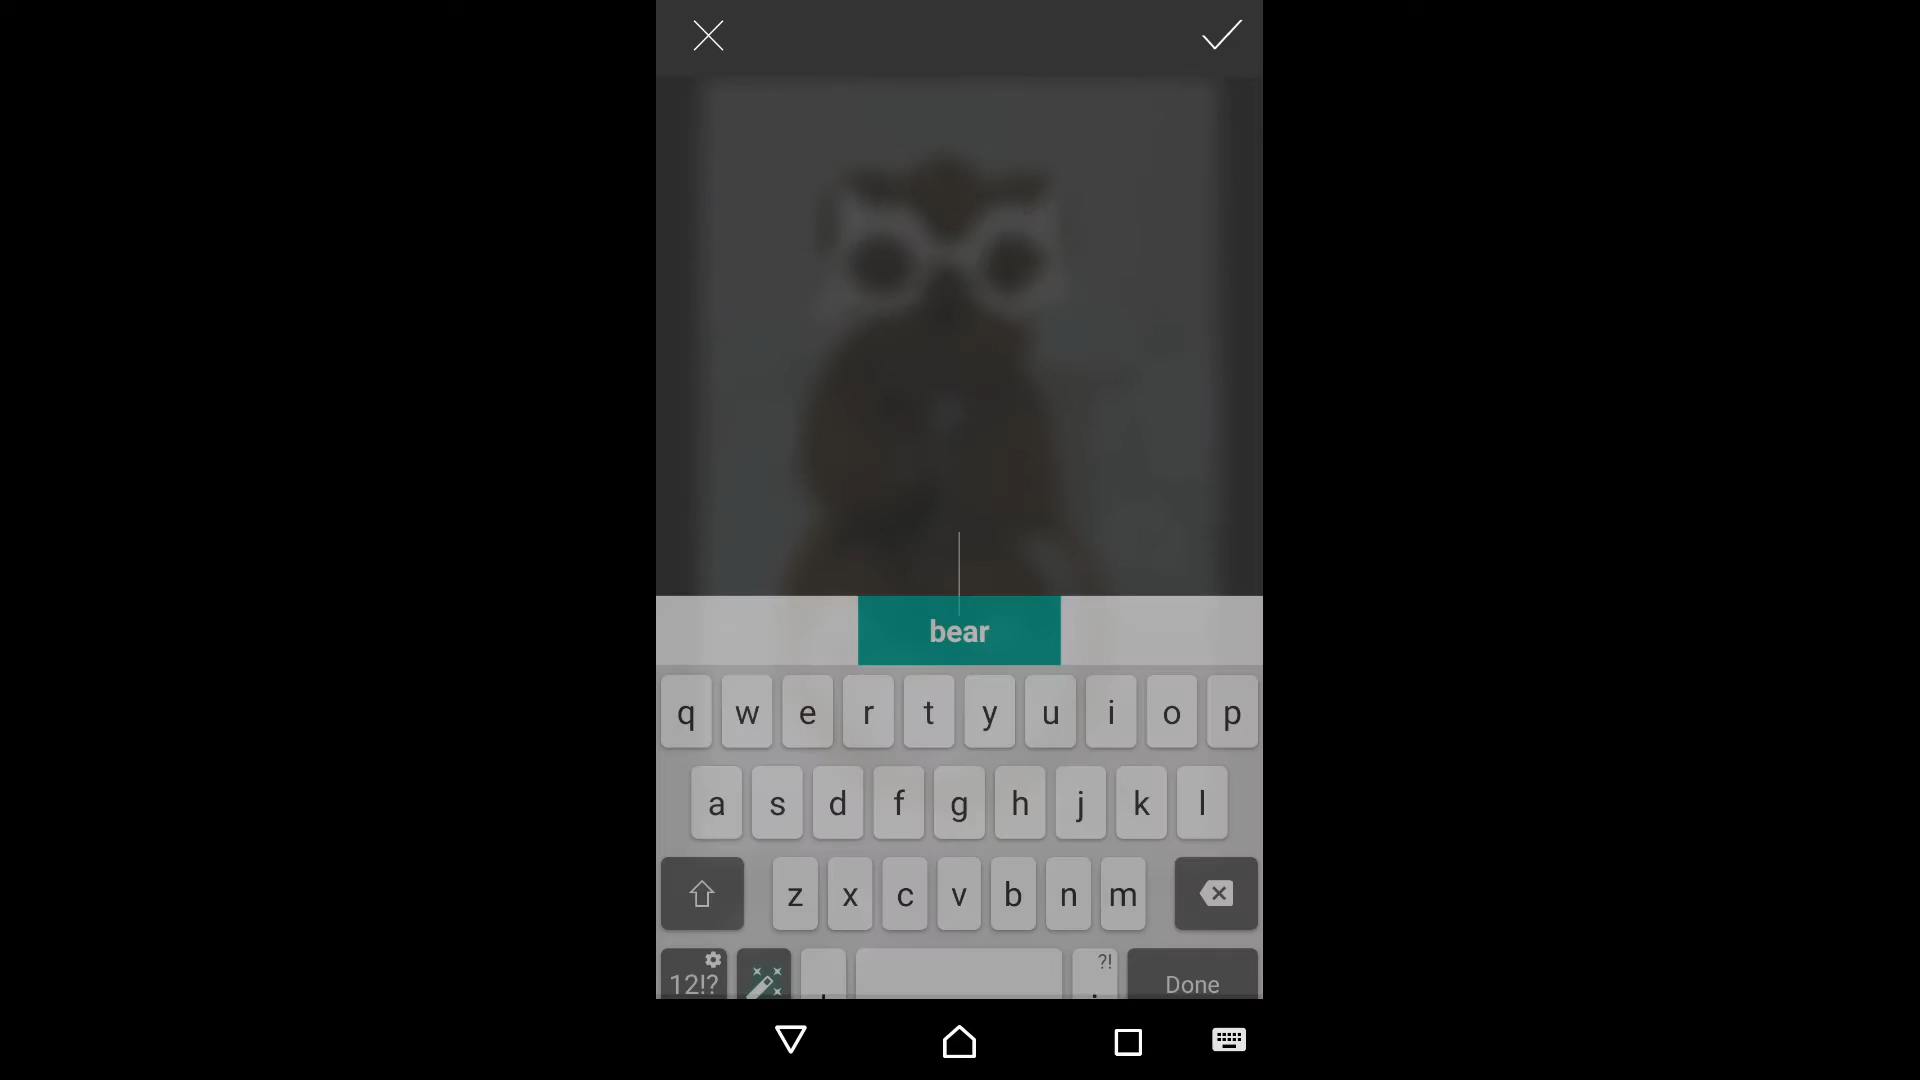 bear
q w e r t y u i o p
a s d f g h j k l
z x c v b n m
?!
12!? , . Done